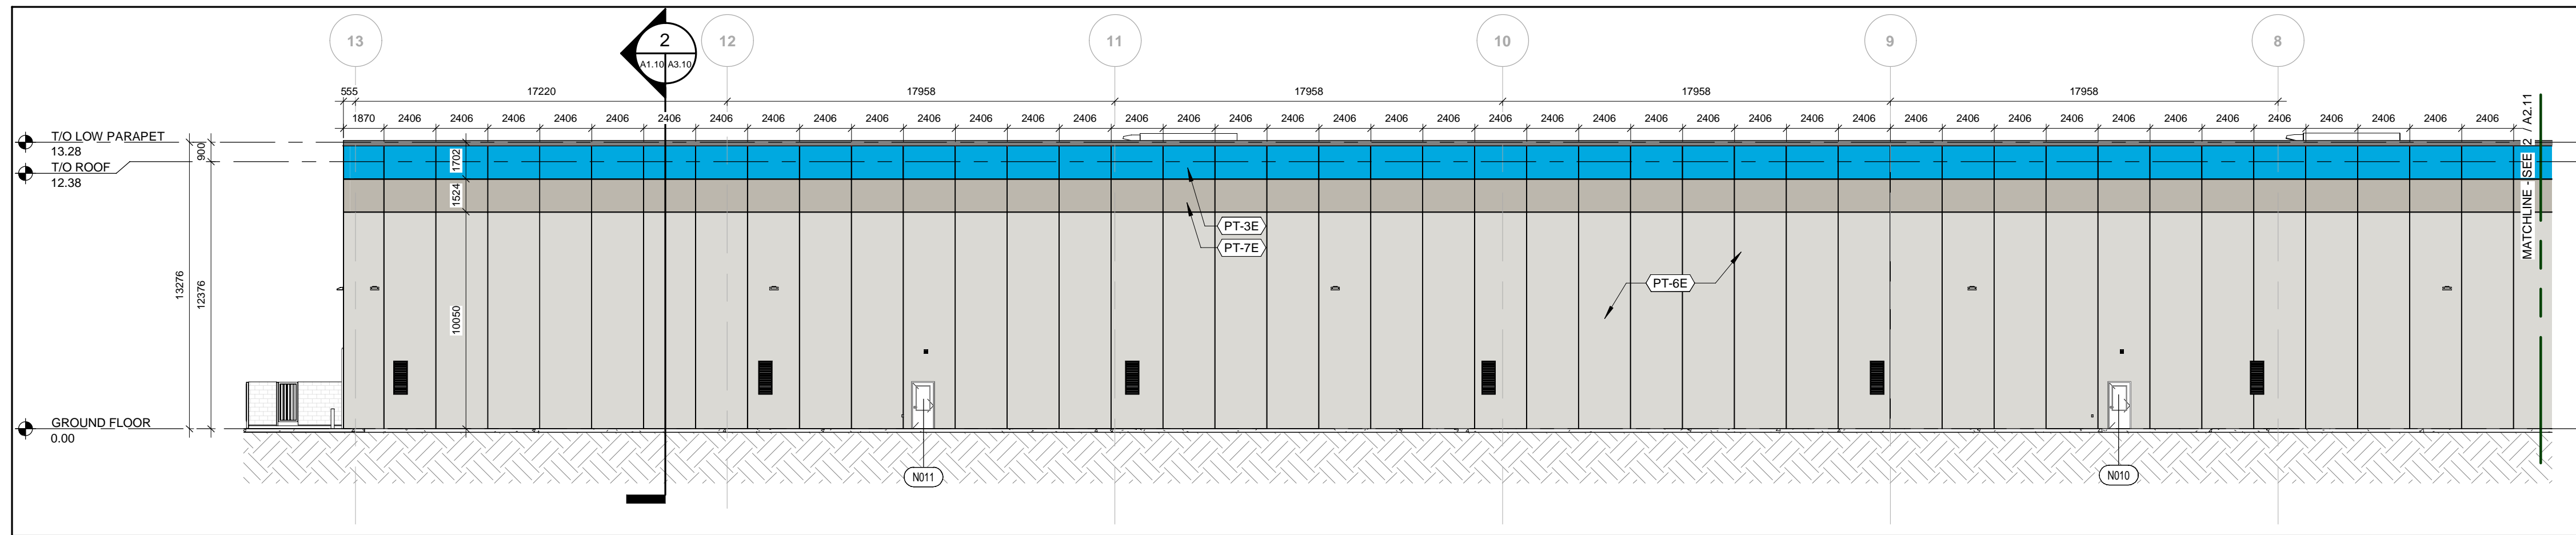 13 2 12 11 10 9 8
A1.10 A3.10
555 17220 17958 17958 17958 17958
1870 2406 2406 2406 2406 2406 2406 2406 2406 2406 2406 2406 2406 2406 2406 2406 2406 2406 2406 2406 2406 2406 2406 2406 2406 2406 2406 2406 2406 2406 2406 2406 2406 2406 2406 2406 2406 2406 2406 2406 2406 2406
T/O LOW PARAPET
13.28
T/O ROOF
12.38
900
1702
1524
MATCHLINE - SEE 2 / A2.11
PT-3E
PT-7E
PT-6E
13276
12376
10050
GROUND FLOOR
0.00
N011
N010